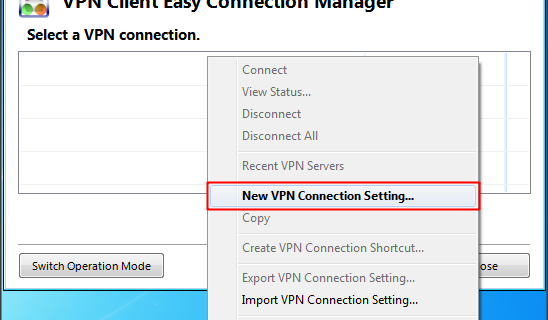 VPN Client Easy Connection Manager
Select a VPN connection.
Connect
View Status...
Disconnect
Disconnect All
Recent VPN Servers
New VPN Connection Setting...
Copy
Create VPN Connection Shortcut...
Export VPN Connection Setting...
Import VPN Connection Setting...
Switch Operation Mode
ose